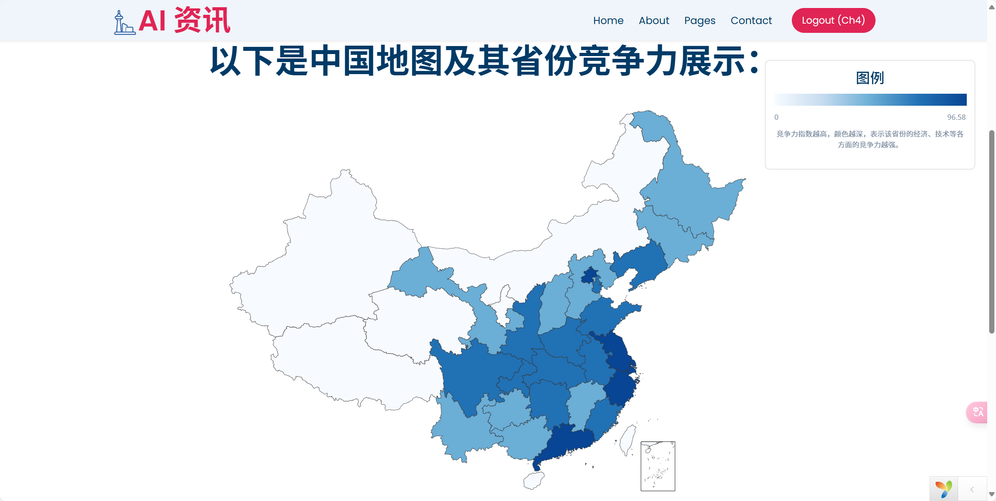 AI 资讯
Home
About
Pages
Contact
Logout (Ch4)
以下是中国地图及其省份竞争力展示：
图例
0
96.58
竞争力指数越高，颜色越深，表示该省份的经济、技术等各
方面的竞争力越强。